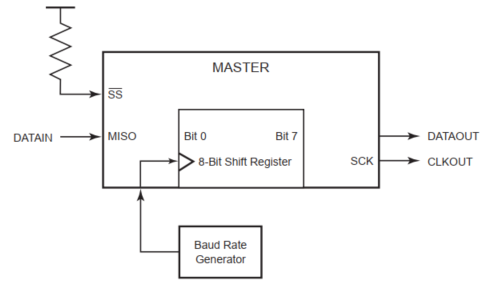 MASTER
SS
DATAIN
MISO
Bit 0 Bit 7
8-Bit Shift Register
DATAOUT
SCK
CLKOUT
Baud Rate
Generator